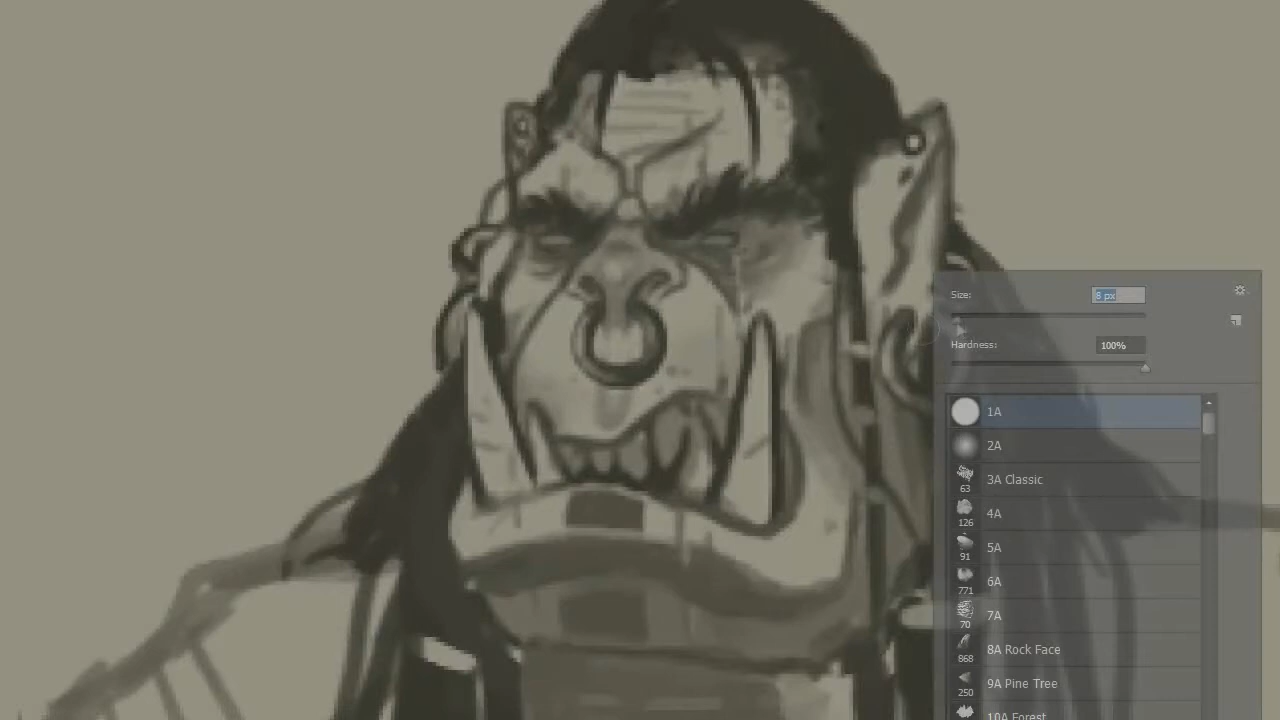 Size:
8 px
Hardness:
100%
1A
2A
3A Classic
63
4A
126
5A
91
6A
771
7A
70
8A Rock Face
868
9A Pine Tree
250
10A Forest